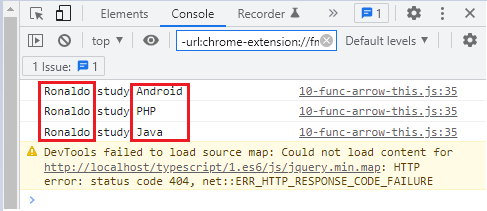 Elements Console Recorder 1
top -url:chrome-extension://fn Default levels
1 Issue: 1
Ronaldo study Android 10-func-arrow-this.js:35
Ronaldo study PHP 10-func-arrow-this.js:35
Ronaldo study Java 10-func-arrow-this.js:35
DevTools failed to load source map: Could not load content for
http://localhost/typescript/1.es6/js/jquery.min.map: HTTP
error: status code 404, net::ERR_HTTP_RESPONSE_CODE_FAILURE